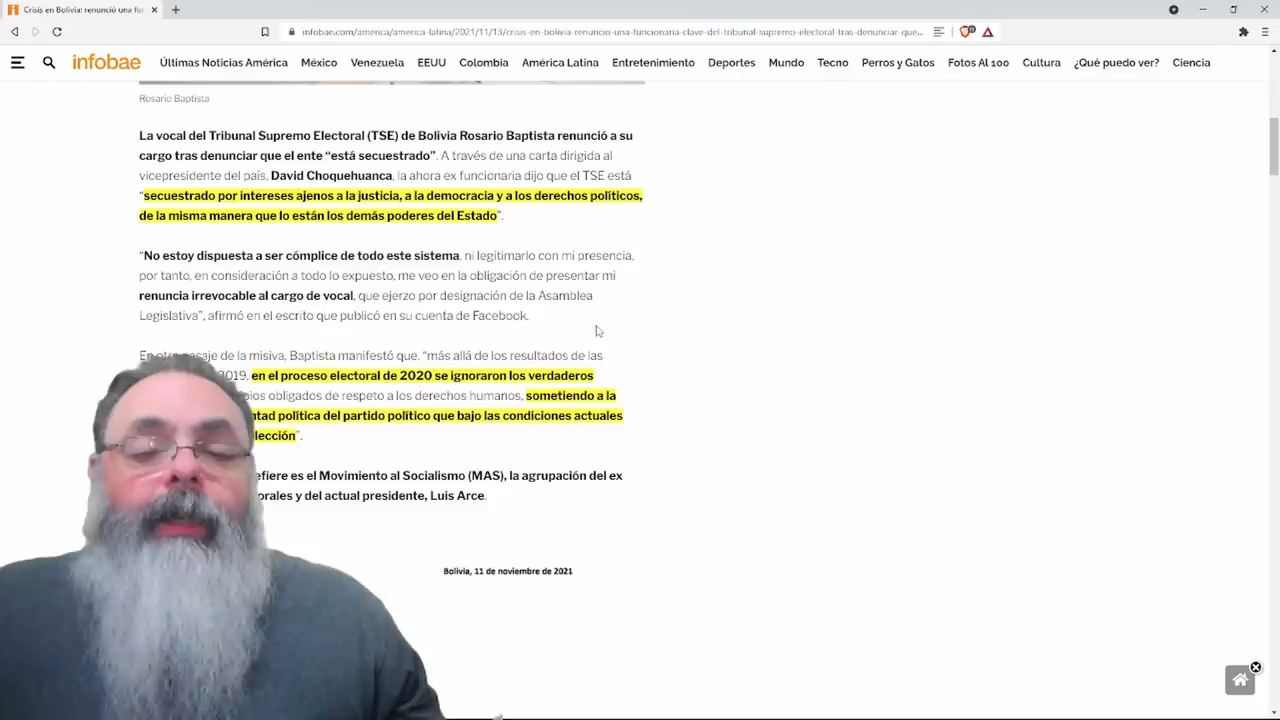 Crisis en Bolivia: renunció una fu
infobae.com/america/america-latina/2021/11/13/crisis-en-bolivia-renuncio-una-funcionaria-clave-del-tribunal-supremo-electoral-tras-denunciar-que...
infobae Últimas Noticias América México Venezuela EEUU Colombia América Latina Entretenimiento Deportes Mundo Tecno Perros y Gatos Fotos Al 100 Cultura ¿Qué puedo ver? Ciencia
Rosario Baptista
La vocal del Tribunal Supremo Electoral (TSE) de Bolivia Rosario Baptista renunció a su
cargo tras denunciar que el ente “está secuestrado”. A través de una carta dirigida al
vicepresidente del país, David Choquehuanca, la ahora ex funcionaria dijo que el TSE está
“secuestrado por intereses ajenos a la justicia, a la democracia y a los derechos políticos,
de la misma manera que lo están los demás poderes del Estado”.
“No estoy dispuesta a ser cómplice de todo este sistema, ni legitimarlo con mi presencia,
por tanto, en consideración a todo lo expuesto, me veo en la obligación de presentar mi
renuncia irrevocable al cargo de vocal, que ejerzo por designación de la Asamblea
Legislativa”, afirmó en el escrito que publicó en su cuenta de Facebook.
En otro pasaje de la misiva, Baptista manifestó que, “más allá de los resultados de las
2019, en el proceso electoral de 2020 se ignoraron los verdaderos
obligados de respeto a los derechos humanos, sometiendo a la
política del partido político que bajo las condiciones actuales
”.
es el Movimiento al Socialismo (MAS), la agrupación del ex
y del actual presidente, Luis Arce.
Bolivia, 11 de noviembre de 2021